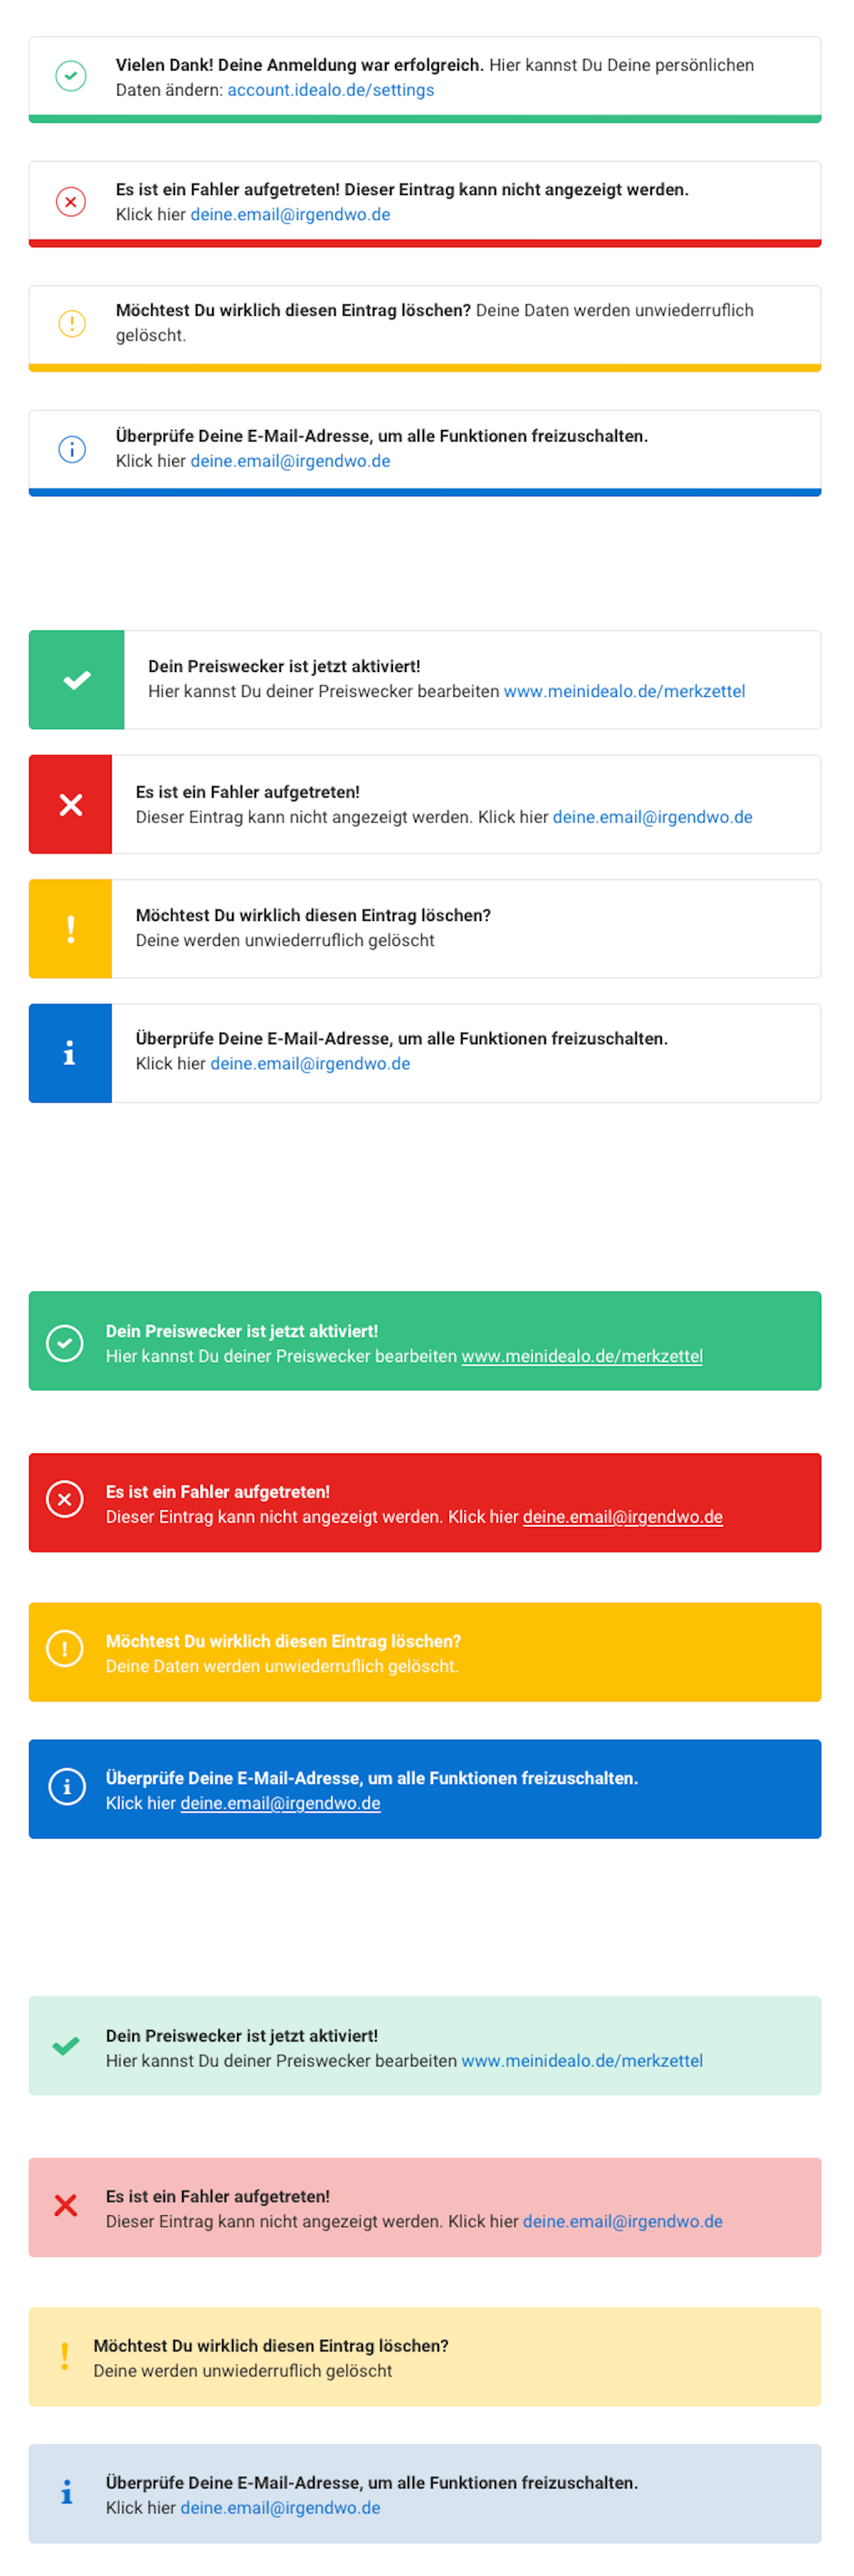 Vielen Dank! Deine Anmeldung war erfolgreich. Hier kannst Du Deine persönlichen
Daten ändern: account.idealo.de/settings
Es ist ein Fahler aufgetreten! Dieser Eintrag kann nicht angezeigt werden.
Klick hier deine.email@irgendwo.de
Möchtest Du wirklich diesen Eintrag löschen? Deine Daten werden unwiederruflich
gelöscht.
Überprüfe Deine E-Mail-Adresse, um alle Funktionen freizuschalten.
Klick hier deine.email@irgendwo.de
Dein Preiswecker ist jetzt aktiviert!
Hier kannst Du deiner Preiswecker bearbeiten www.meinidealo.de/merkzettel
Es ist ein Fahler aufgetreten!
Dieser Eintrag kann nicht angezeigt werden. Klick hier deine.email@irgendwo.de
Möchtest Du wirklich diesen Eintrag löschen?
Deine werden unwiederruflich gelöscht
Überprüfe Deine E-Mail-Adresse, um alle Funktionen freizuschalten.
Klick hier deine.email@irgendwo.de
Dein Preiswecker ist jetzt aktiviert!
Hier kannst Du deiner Preiswecker bearbeiten www.meinidealo.de/merkzettel
Es ist ein Fahler aufgetreten!
Dieser Eintrag kann nicht angezeigt werden. Klick hier deine.email@irgendwo.de
Möchtest Du wirklich diesen Eintrag löschen?
Deine Daten werden unwiederruflich gelöscht.
Überprüfe Deine E-Mail-Adresse, um alle Funktionen freizuschalten.
Klick hier deine.email@irgendwo.de
Dein Preiswecker ist jetzt aktiviert!
Hier kannst Du deiner Preiswecker bearbeiten www.meinidealo.de/merkzettel
Es ist ein Fahler aufgetreten!
Dieser Eintrag kann nicht angezeigt werden. Klick hier deine.email@irgendwo.de
Möchtest Du wirklich diesen Eintrag löschen?
Deine werden unwiederruflich gelöscht
Überprüfe Deine E-Mail-Adresse, um alle Funktionen freizuschalten.
Klick hier deine.email@irgendwo.de